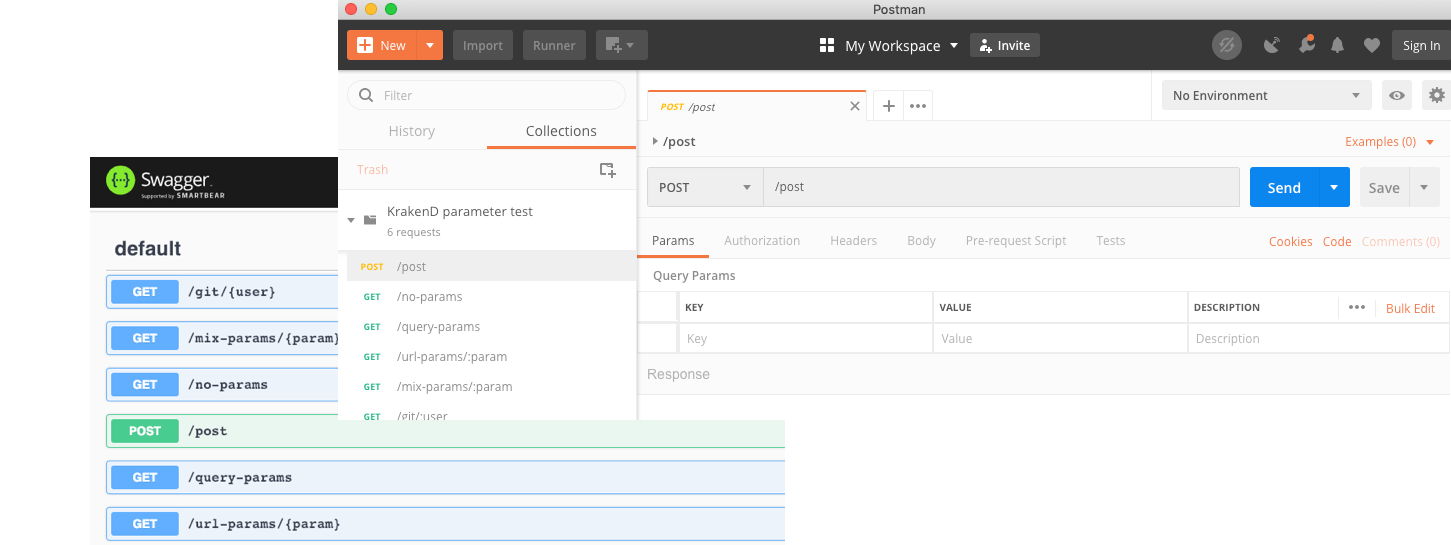 Postman
New
Import
Runner
My Workspace
Invite
Sign In
Filter
History
Collections
Trash
KrakenD parameter test
6 requests
POST /post
GET /no-params
GET /query-params
GET /url-params/:param
GET /mix-params/:param
GET /git/:user
POST /post
No Environment
/post
Examples (0)
POST
/post
Send
Save
Params
Authorization
Headers
Body
Pre-request Script
Tests
Cookies
Code
Comments (0)
Query Params
KEY
VALUE
DESCRIPTION
Bulk Edit
Key
Value
Description
Response
{··} Swagger.
Supported by SMARTBEAR
default
GET /git/{user}
GET /mix-params/{param}
GET /no-params
POST /post
GET /query-params
GET /url-params/{param}